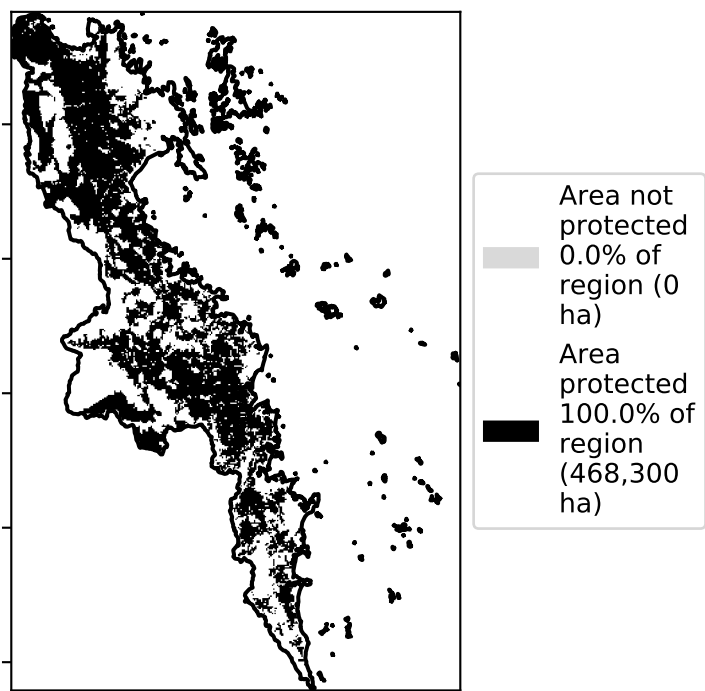 Area not
protected
0.0% of
region (0
ha)
Area
protected
100.0% of
region
(468,300
ha)